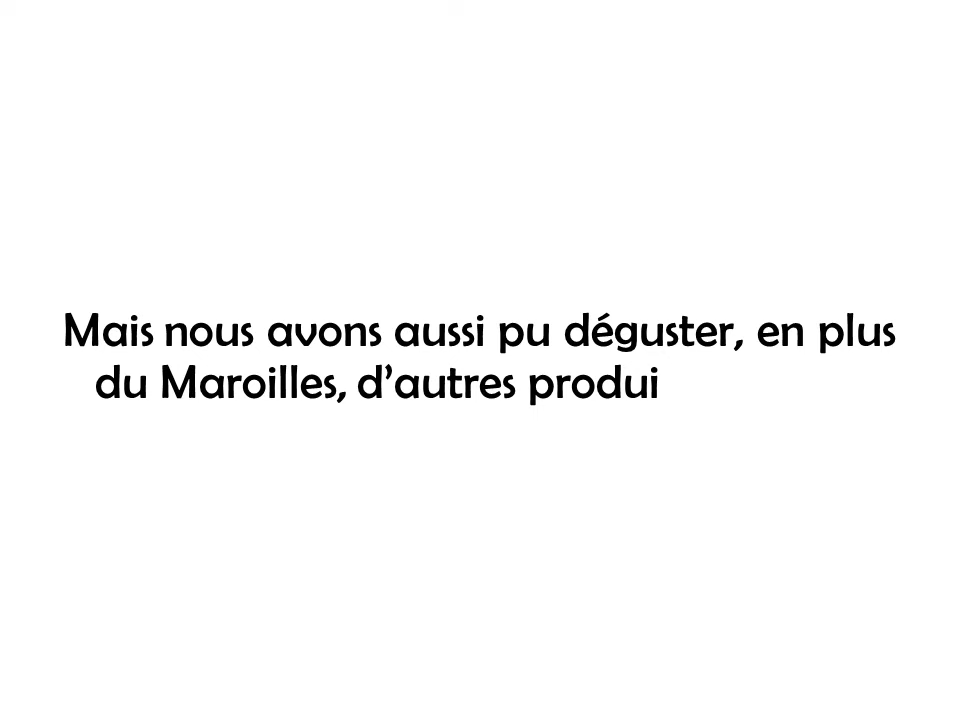 Mais nous avons aussi pu déguster, en plus
du Maroilles, d’autres produi